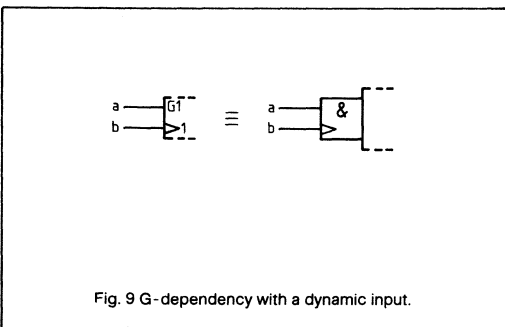 a G1 a &
b 1 ≡ b
Fig. 9 G-dependency with a dynamic input.